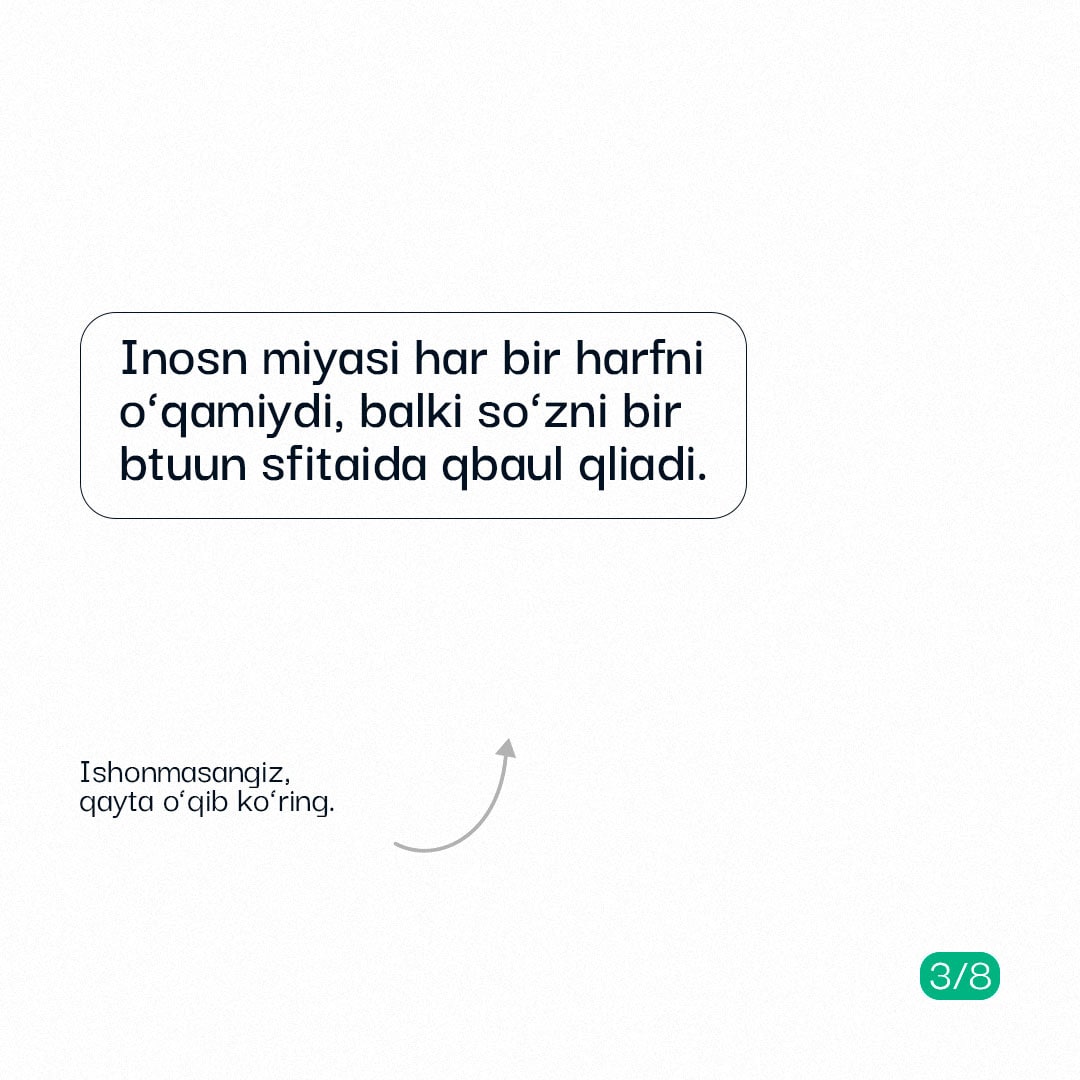 Inosn miyasi har bir harfni
o‘qamiydi, balki so‘zni bir
btuun sfitaida qbaul qliadi.
Ishonmasangiz,
qayta o‘qib ko‘ring.
3/8